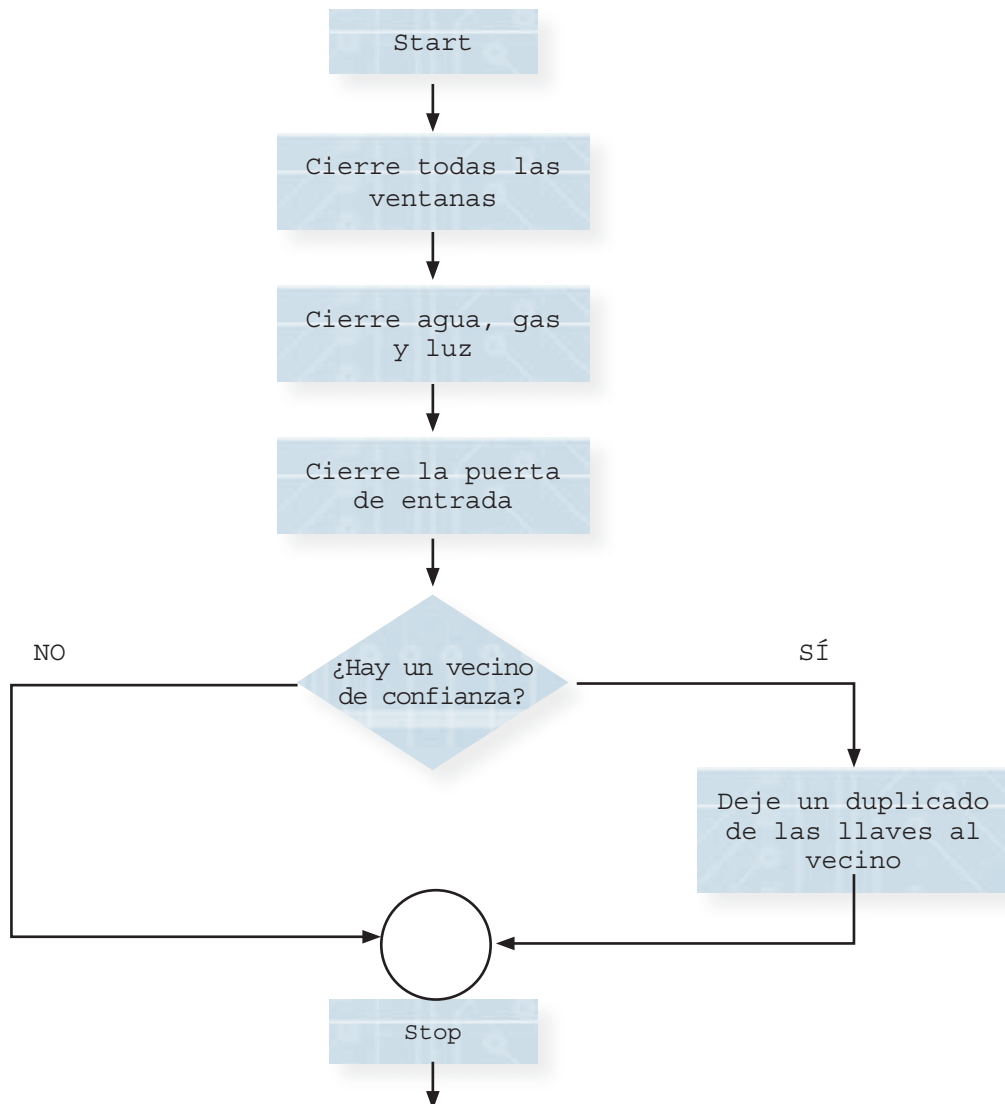 Start
Cierre todas las
ventanas
Cierre agua, gas
y luz
Cierre la puerta
de entrada
¿Hay un vecino
de confianza?
NO
SÍ
Deje un duplicado
de las llaves al
vecino
Stop